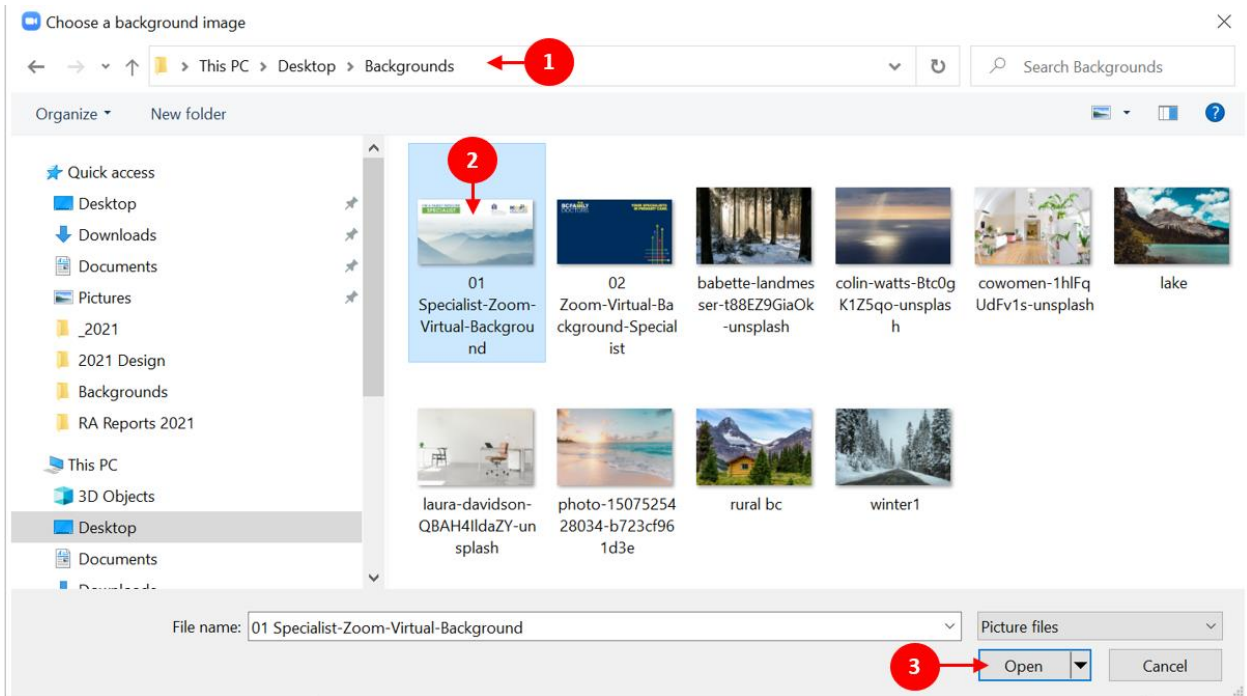 Choose a background image
This PC > Desktop > Backgrounds
1
Search Backgrounds
Organize
New folder
Quick access
Desktop
Downloads
Documents
Pictures
_2021
2021 Design
Backgrounds
RA Reports 2021
This PC
3D Objects
Desktop
Documents
2
SPECIALIST
BCFAMILY
DOCTORS
01
Specialist-Zoom-
Virtual-Backgrou
nd
02
Zoom-Virtual-Ba
ckground-Special
ist
babette-landmes
ser-t88EZ9GiaOk
-unsplash
colin-watts-Btc0g
K1Z5qo-unsplas
h
cowomen-1hlFq
UdFv1s-unsplash
lake
laura-davidson-
QBAH4IldaZY-un
splash
photo-15075254
28034-b723cf96
1d3e
rural bc
winter1
File name: 01 Specialist-Zoom-Virtual-Background
Picture files
3
Open
Cancel